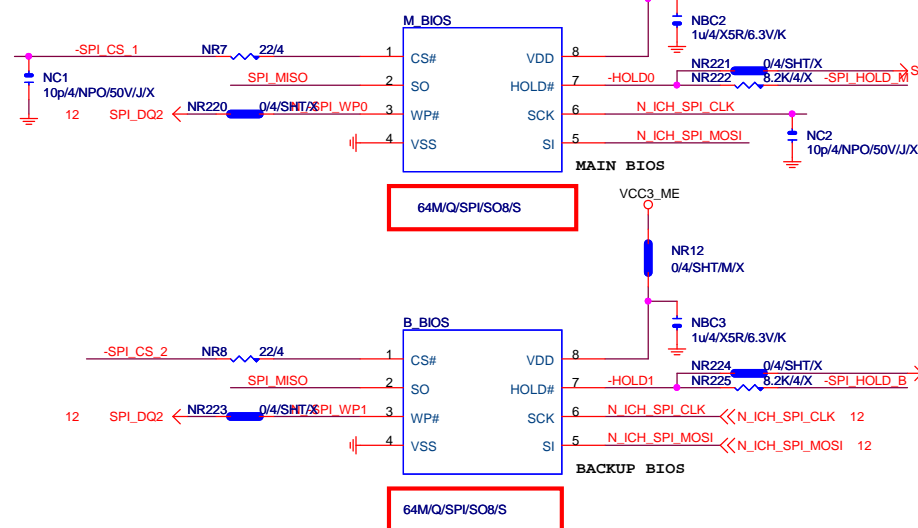 NBC2
1u/4/X5R/6.3V/K
M_BIOS
-SPI_CS_1
NR7
22/4
1
CS#
VDD
8
NC1
10p/4/NPO/50V/J/X
SPI_MISO
2
SO
HOLD#
7
-HOLD0
NR221
0/4/SHT/X
S
NR222
8.2K/4/X
-SPI_HOLD_M
12
SPI_DQ2
NR220
0/4/SHT/X
3
WP#
SCK
6
N_ICH_SPI_CLK
4
VSS
SI
5
N_ICH_SPI_MOSI
NC2
10p/4/NPO/50V/J/X
MAIN BIOS
64M/Q/SPI/SO8/S
VCC3_ME
NR12
0/4/SHT/M/X
NBC3
1u/4/X5R/6.3V/K
B_BIOS
-SPI_CS_2
NR8
22/4
1
CS#
VDD
8
SPI_MISO
2
SO
HOLD#
7
-HOLD1
NR224
0/4/SHT/X
NR225
8.2K/4/X
-SPI_HOLD_B
12
SPI_DQ2
NR223
0/4/SHT/X
3
WP#
SCK
6
N_ICH_SPI_CLK
N_ICH_SPI_CLK
12
4
VSS
SI
5
N_ICH_SPI_MOSI
N_ICH_SPI_MOSI
12
BACKUP BIOS
64M/Q/SPI/SO8/S